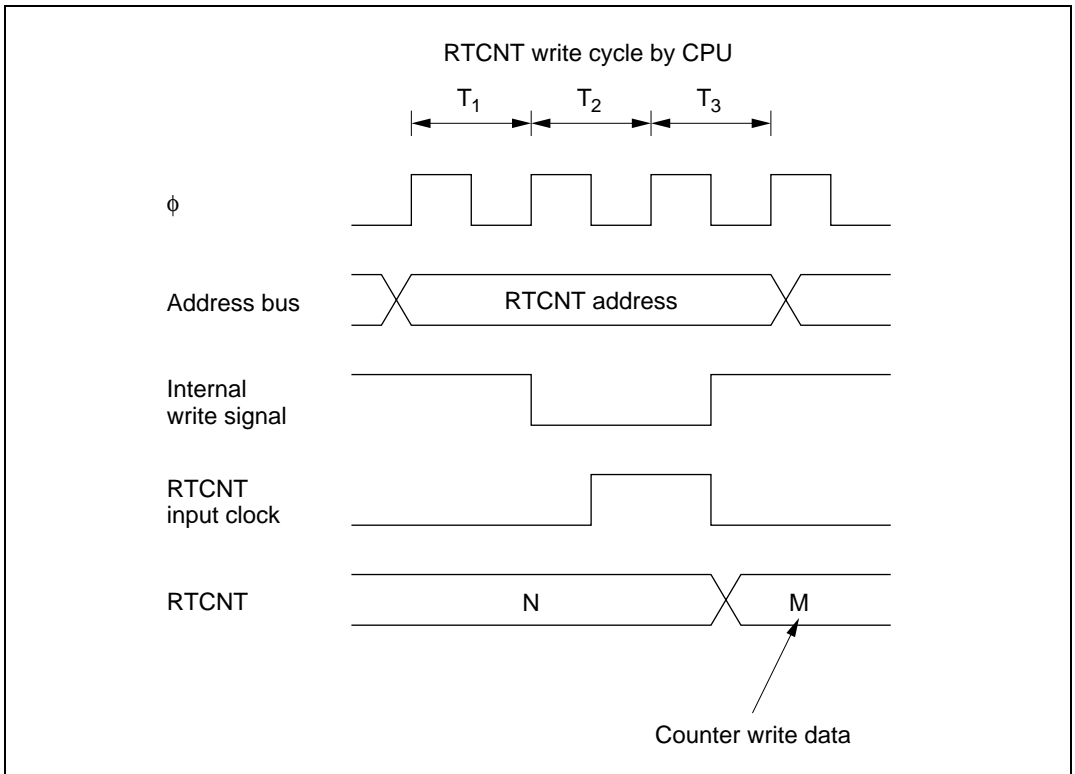 RTCNT write cycle by CPU
T1 T2 T3
φ
Address bus
RTCNT address
Internal
write signal
RTCNT
input clock
RTCNT
N
M
Counter write data